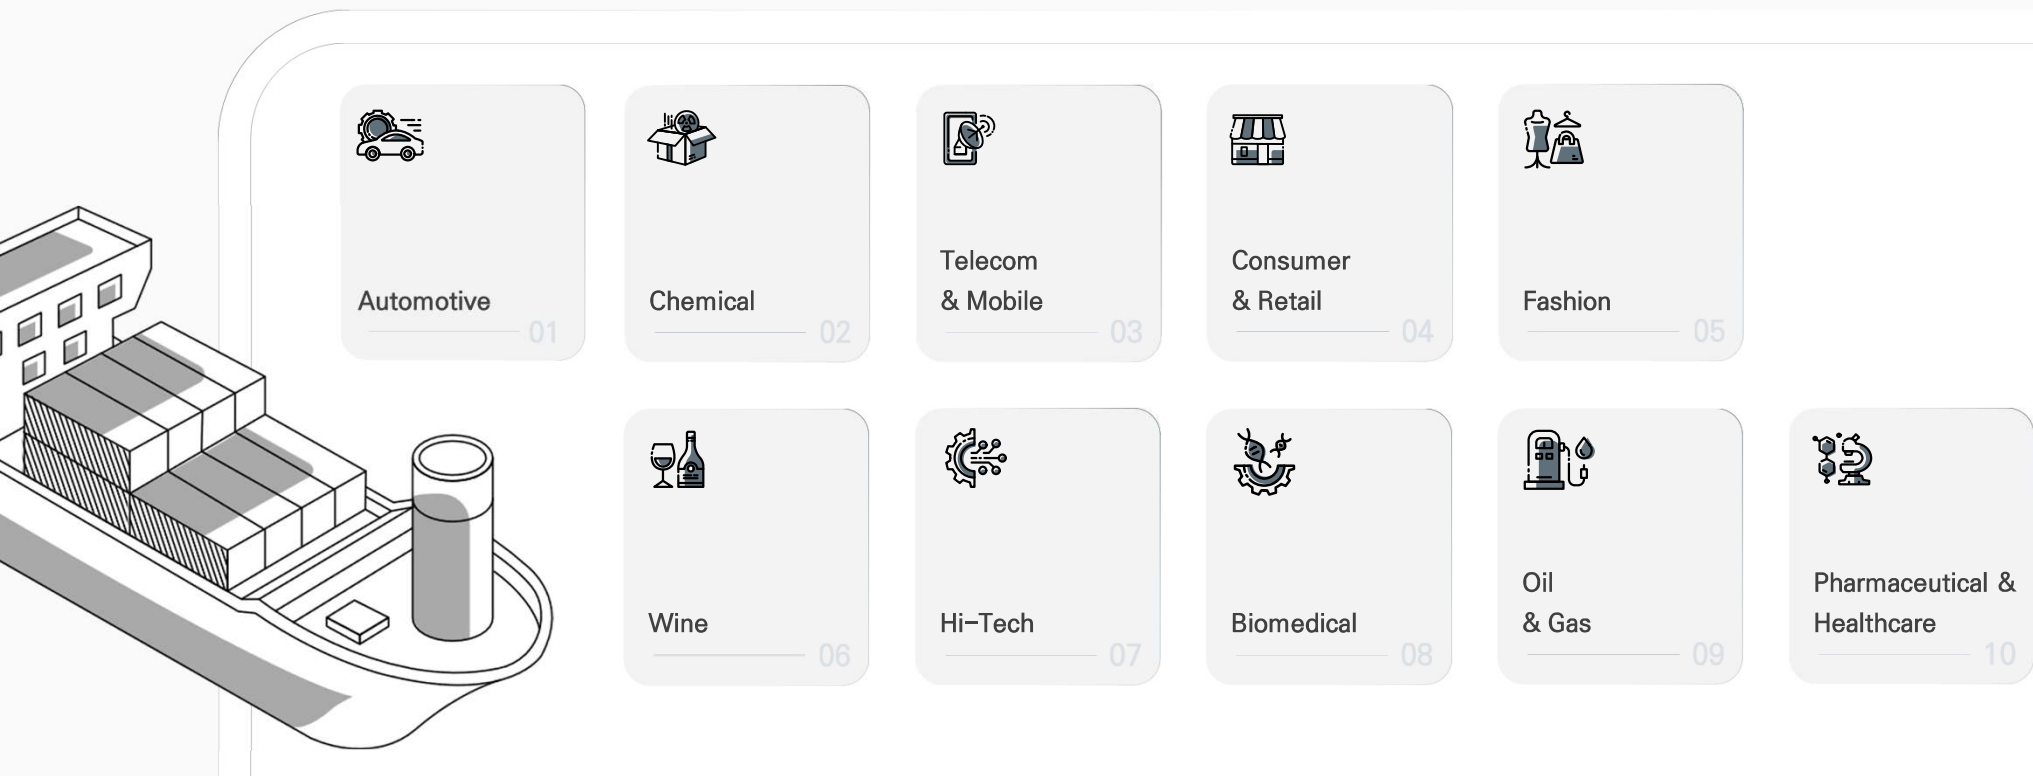 Automotive
01
Chemical
02
Telecom
& Mobile
03
Consumer
& Retail
04
Fashion
05
Wine
06
Hi-Tech
07
Biomedical
08
Oil
& Gas
09
Pharmaceutical &
Healthcare
10